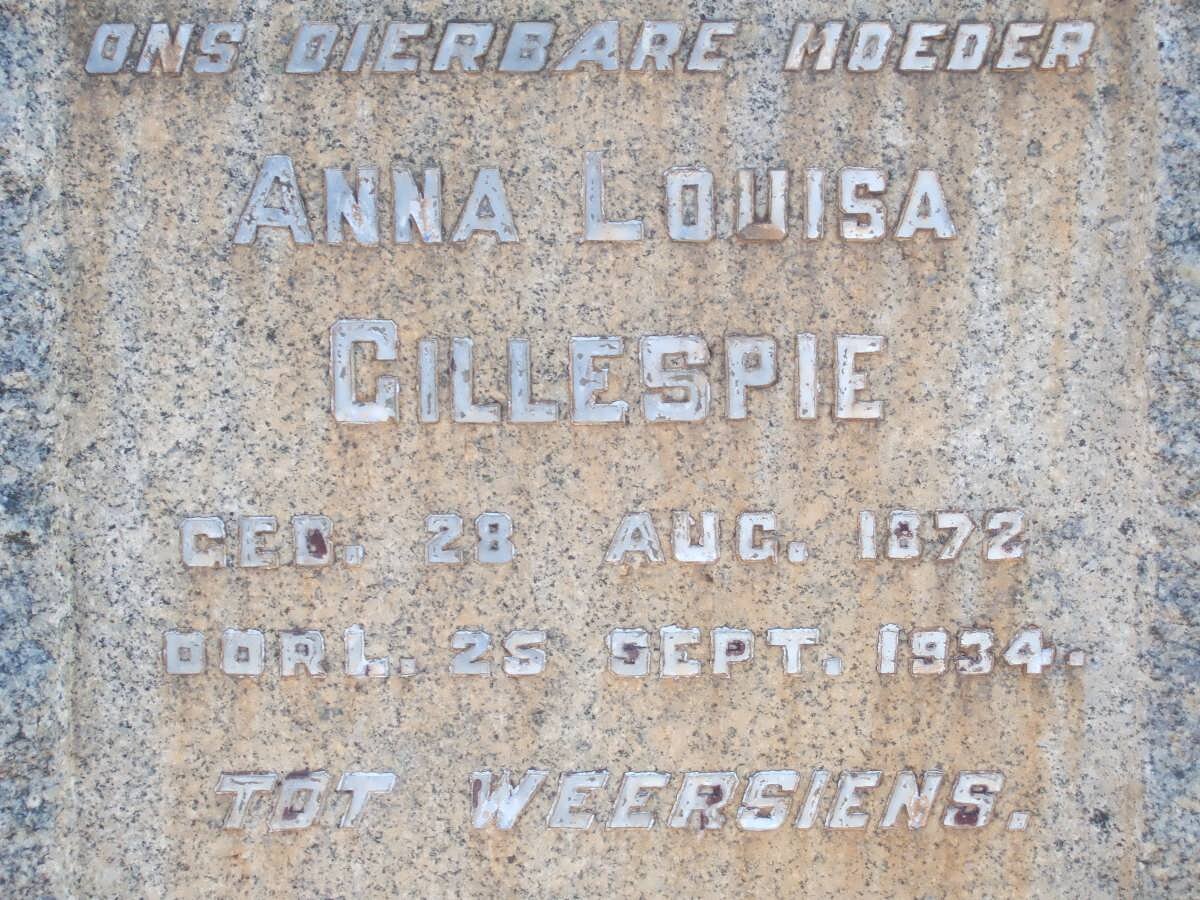 ONS DIERBARE MOEDER
ANNA LOUISA
GILLESPIE
GEB. 28 AUG. 1872
OORL. 25 SEPT. 1934.
TOT WEERSIENS.